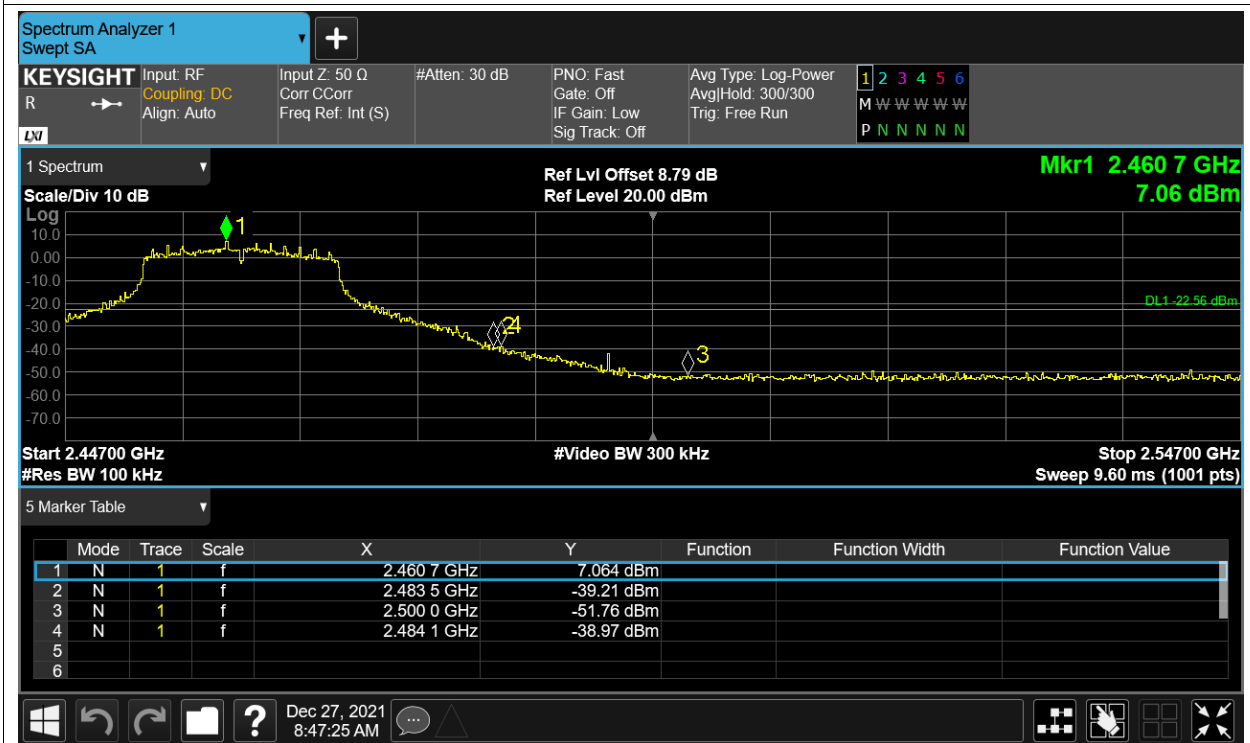 Spectrum Analyzer 1
Swept SA
KEYSIGHT
R
LXI
Input: RF
Coupling: DC
Align: Auto
Input Z: 50 Ω
Corr CCorr
Freq Ref: Int (S)
#Atten: 30 dB
PNO: Fast
Gate: Off
IF Gain: Low
Sig Track: Off
Avg Type: Log-Power
Avg|Hold: 300/300
Trig: Free Run
1 2 3 4 5 6
M W W W W W W
P N N N N N N
1 Spectrum
Scale/Div 10 dB
Ref Lvl Offset 8.79 dB
Ref Level 20.00 dBm
Mkr1 2.460 7 GHz
7.06 dBm
Log
10.0
0.00
-10.0
-20.0
-30.0
-40.0
-50.0
-60.0
-70.0
1
24
3
DL1 -22.56 dBm
Start 2.44700 GHz
#Video BW 300 kHz
Stop 2.54700 GHz
#Res BW 100 kHz
Sweep 9.60 ms (1001 pts)
5 Marker Table
Mode Trace Scale X Y Function Function Width Function Value
1 N 1 f 2.460 7 GHz 7.064 dBm
2 N 1 f 2.483 5 GHz -39.21 dBm
3 N 1 f 2.500 0 GHz -51.76 dBm
4 N 1 f 2.484 1 GHz -38.97 dBm
5
6
?
Dec 27, 2021
8:47:25 AM